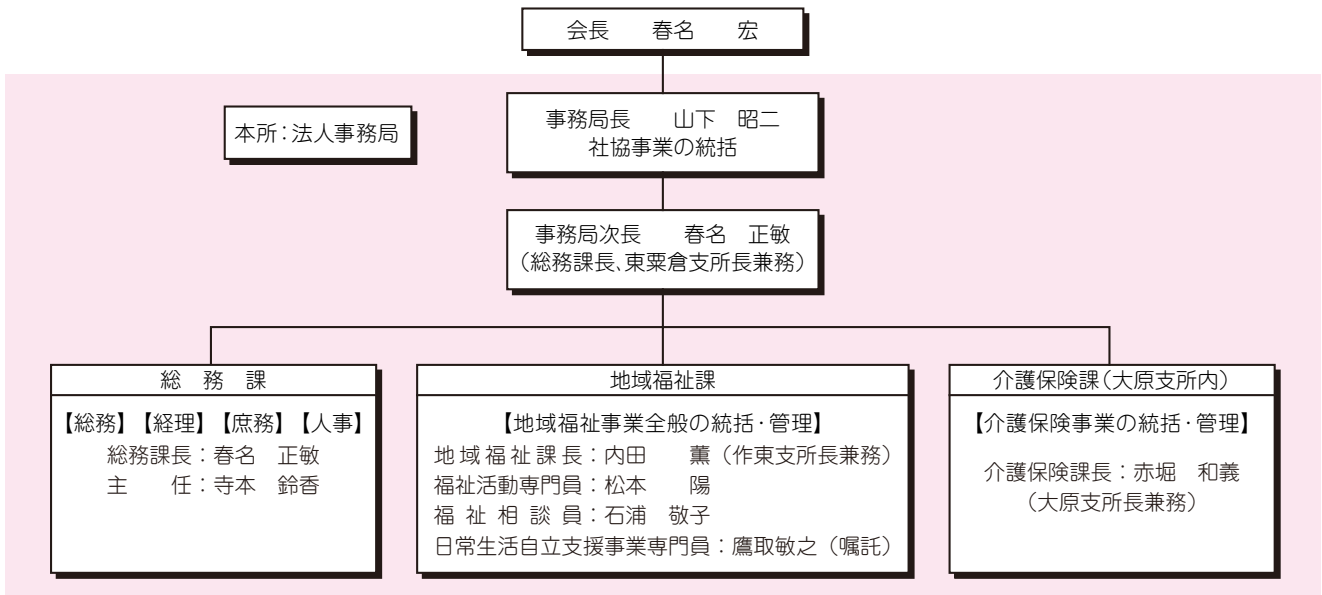 会長　春名　宏
本所：法人事務局
事務局長　山下　昭二
社協事業の統括
事務局次長　春名　正敏
（総務課長、東粟倉支所長兼務）
総　務　課
【総務】【経理】【庶務】【人事】
総務課長：春名　正敏
主　　任：寺本　鈴香
地域福祉課
【地域福祉事業全般の統括・管理】
地域福祉課長：内田　薫（作東支所長兼務）
福祉活動専門員：松本　陽
福祉相談員：石浦　敬子
日常生活自立支援事業専門員：鷹取敏之（嘱託）
介護保険課（大原支所内）
【介護保険事業の統括・管理】
介護保険課長：赤堀　和義
（大原支所長兼務）